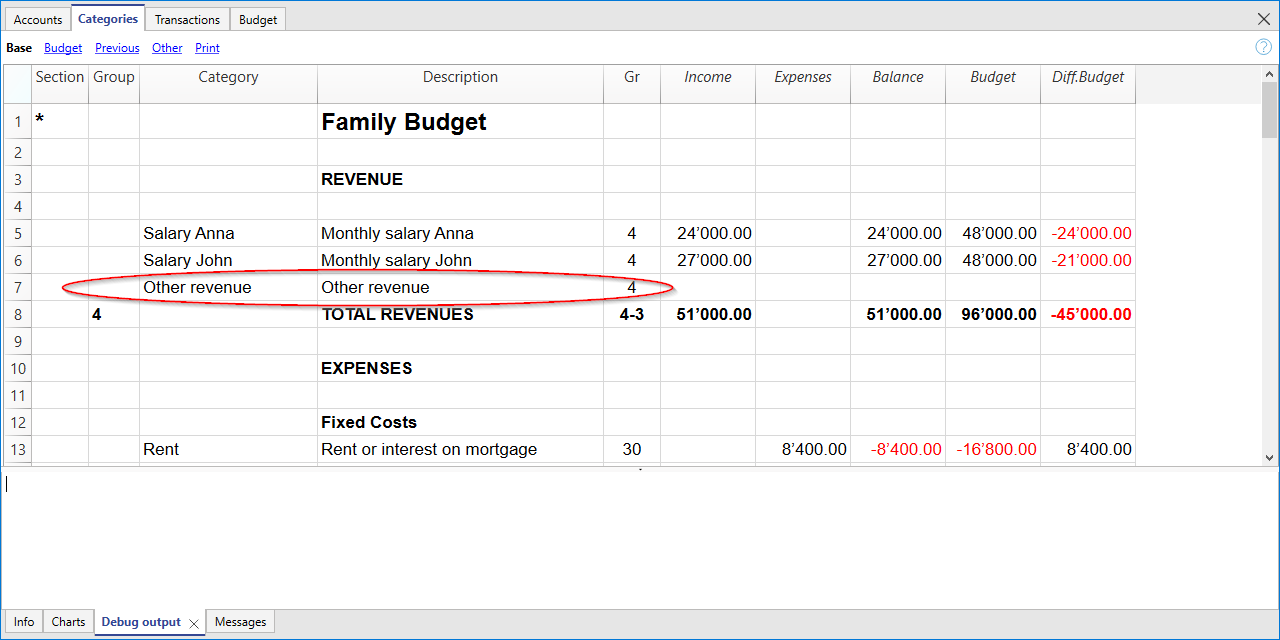 Accounts Categories Transactions Budget
Base Budget Previous Other Print
Section Group Category Description Gr Income Expenses Balance Budget Diff.Budget
1 * Family Budget
2
3 REVENUE
4
5 Salary Anna Monthly salary Anna 4 24’000.00 24’000.00 48’000.00 -24’000.00
6 Salary John Monthly salary John 4 27’000.00 27’000.00 48’000.00 -21’000.00
7 Other revenue Other revenue 4
8 4 TOTAL REVENUES 4-3 51’000.00 51’000.00 96’000.00 -45’000.00
9
10 EXPENSES
11
12 Fixed Costs
13 Rent Rent or interest on mortgage 30 8’400.00 -8’400.00 -16’800.00 8’400.00
Info Charts Debug output Messages